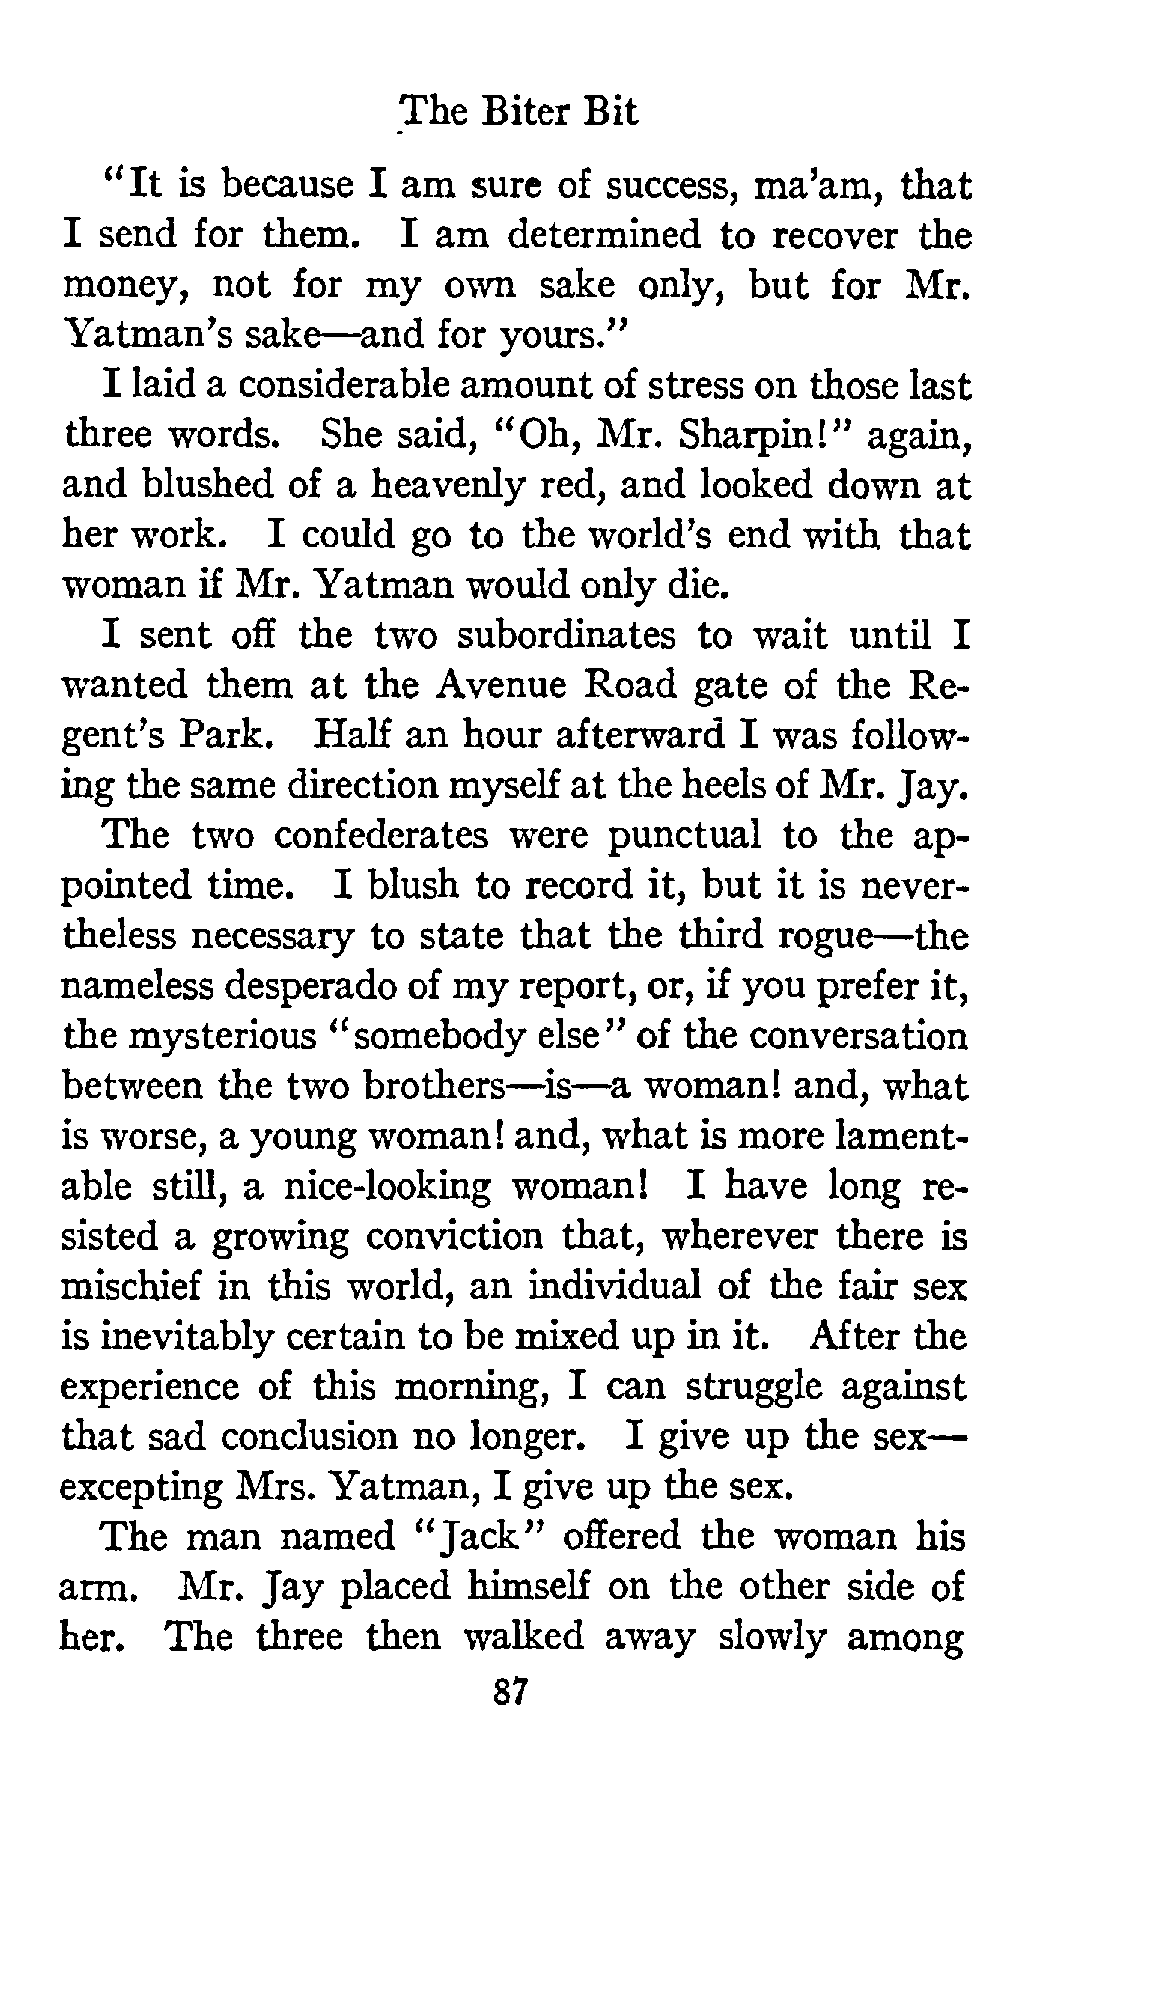 The Biter Bit
"It is because I am sure of success, ma'am, that
I send for them. I am determined to recover the
money, not for my own sake only, but for Mr.
Yatman's sake—and for yours."
I laid a considerable amount of stress on those last
three words. She said, "Oh, Mr. Sharpin!" again,
and blushed of a heavenly red, and looked down at
her work. I could go to the world's end with that
woman if Mr. Yatman would only die.
I sent off the two subordinates to wait until I
wanted them at the Avenue Road gate of the Re-
gent's Park. Half an hour afterward I was follow-
ing the same direction myself at the heels of Mr. Jay.
The two confederates were punctual to the ap-
pointed time. I blush to record it, but it is never-
theless necessary to state that the third rogue—the
nameless desperado of my report, or, if you prefer it,
the mysterious "somebody else" of the conversation
between the two brothers—is—a woman! and, what
is worse, a young woman! and, what is more lament-
able still, a nice-looking woman! I have long re-
sisted a growing conviction that, wherever there is
mischief in this world, an individual of the fair sex
is inevitably certain to be mixed up in it. After the
experience of this morning, I can struggle against
that sad conclusion no longer. I give up the sex—
excepting Mrs. Yatman, I give up the sex.
The man named "Jack" offered the woman his
arm. Mr. Jay placed himself on the other side of
her. The three then walked away slowly among
87